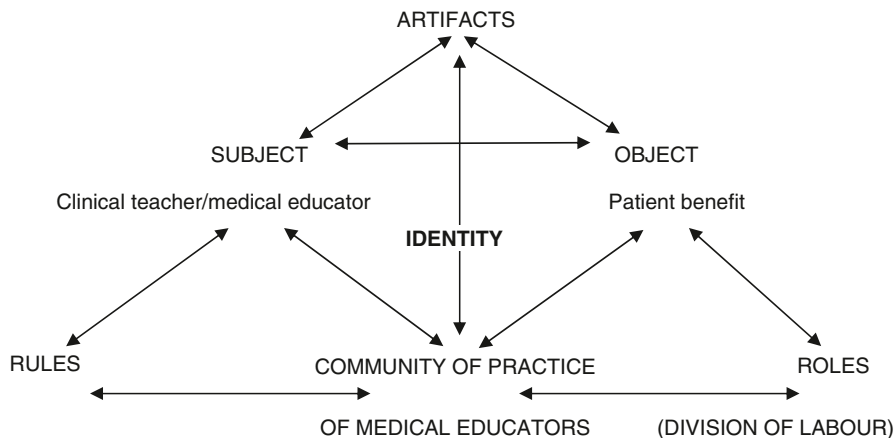 ARTIFACTS
SUBJECT
OBJECT
Clinical teacher/medical educator
Patient benefit
IDENTITY
RULES
COMMUNITY OF PRACTICE
ROLES
OF MEDICAL EDUCATORS
(DIVISION OF LABOUR)